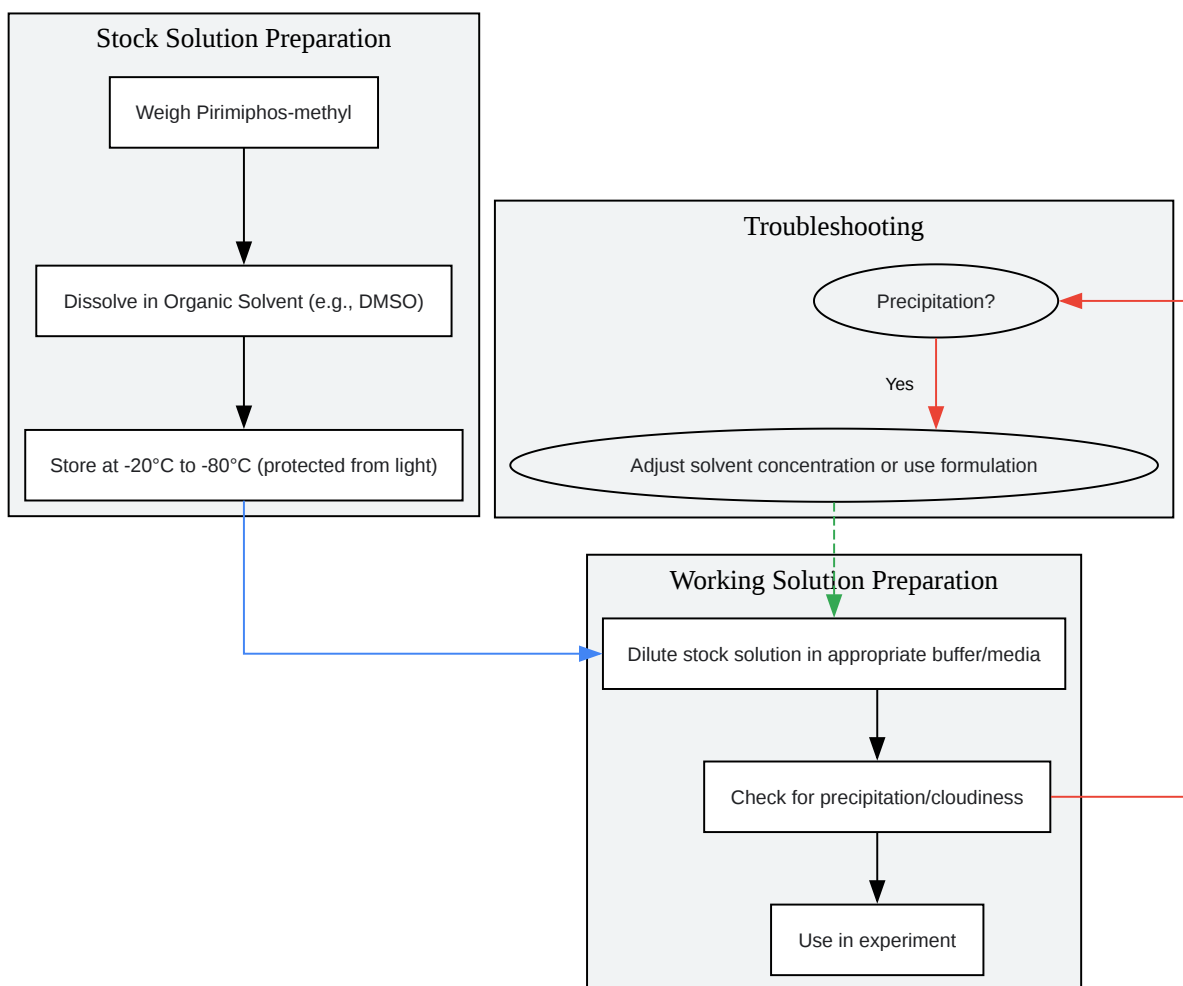 Stock Solution Preparation
Weigh Pirimiphos-methyl
Dissolve in Organic Solvent (e.g., DMSO)
Store at -20°C to -80°C (protected from light)
Troubleshooting
Precipitation?
Yes
Adjust solvent concentration or use formulation
Working Solution Preparation
Dilute stock solution in appropriate buffer/media
Check for precipitation/cloudiness
Use in experiment